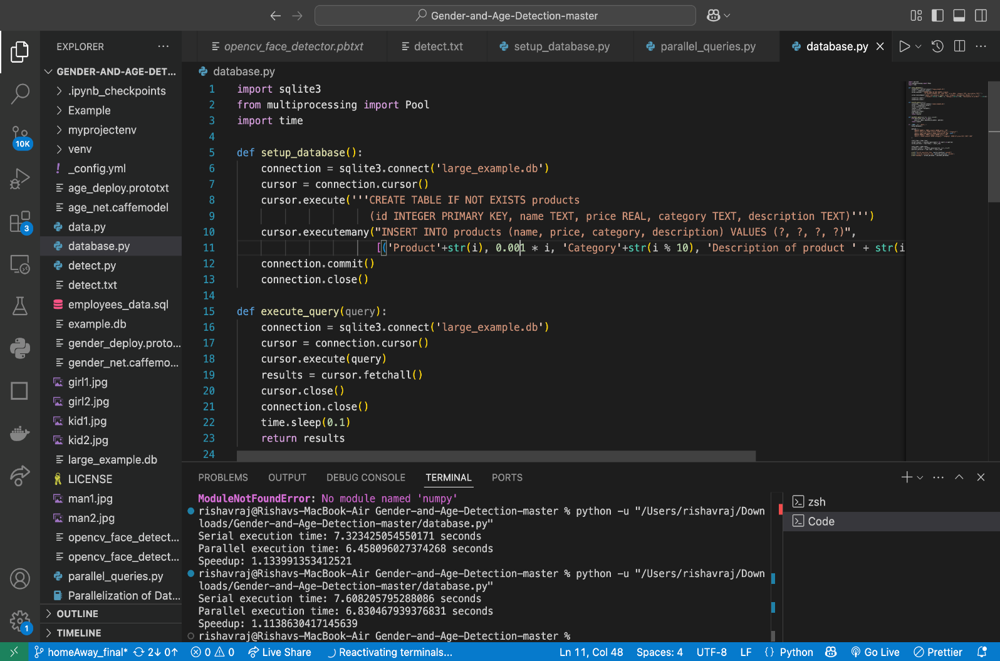 Gender-and-Age-Detection-master
EXPLORER
GENDER-AND-AGE-DET...
.ipynb_checkpoints
Example
myprojectenv
venv
_config.yml
age_deploy.prototxt
age_net.caffemodel
data.py
database.py
detect.py
detect.txt
employees_data.sql
example.db
gender_deploy.proto...
gender_net.caffemo...
girl1.jpg
girl2.jpg
kid1.jpg
kid2.jpg
large_example.db
LICENSE
man1.jpg
man2.jpg
opencv_face_detect...
opencv_face_detect...
parallel_queries.py
Parallelization of Dat...
OUTLINE
TIMELINE
10K
3
1
opencv_face_detector.pbtxt
detect.txt
setup_database.py
parallel_queries.py
database.py
database.py
1 import sqlite3
2 from multiprocessing import Pool
3 import time
4
5 def setup_database():
6 connection = sqlite3.connect('large_example.db')
7 cursor = connection.cursor()
8 cursor.execute('''CREATE TABLE IF NOT EXISTS products
9 (id INTEGER PRIMARY KEY, name TEXT, price REAL, category TEXT, description TEXT)''')
10 cursor.executemany("INSERT INTO products (name, price, category, description) VALUES (?, ?, ?, ?)",
11 [('Product'+str(i), 0.001 * i, 'Category'+str(i % 10), 'Description of product ' + str(i
12 connection.commit()
13 connection.close()
14
15 def execute_query(query):
16 connection = sqlite3.connect('large_example.db')
17 cursor = connection.cursor()
18 cursor.execute(query)
19 results = cursor.fetchall()
20 cursor.close()
21 connection.close()
22 time.sleep(0.1)
23 return results
24
PROBLEMS OUTPUT DEBUG CONSOLE TERMINAL PORTS
ModuleNotFoundError: No module named 'numpy'
rishavraj@Rishavs-MacBook-Air Gender-and-Age-Detection-master % python -u "/Users/rishavraj/Down
loads/Gender-and-Age-Detection-master/database.py"
Serial execution time: 7.323425054550171 seconds
Parallel execution time: 6.458096027374268 seconds
Speedup: 1.133991353412521
rishavraj@Rishavs-MacBook-Air Gender-and-Age-Detection-master % python -u "/Users/rishavraj/Down
loads/Gender-and-Age-Detection-master/database.py"
Serial execution time: 7.608205795288086 seconds
Parallel execution time: 6.830467939376831 seconds
Speedup: 1.1138630417145639
rishavraj@Rishavs-MacBook-Air Gender-and-Age-Detection-master %
zsh
Code
homeAway_final* 2↓ 0↑ 0 0 Live Share Reactivating terminals... Ln 11, Col 48 Spaces: 4 UTF-8 LF {} Python Go Live Prettier